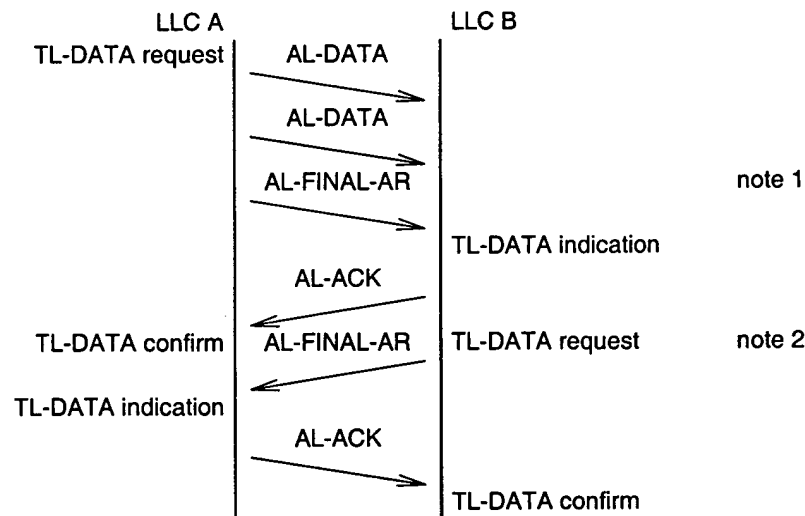 LLC A
LLC B
TL-DATA request
AL-DATA
AL-DATA
AL-FINAL-AR
note 1
TL-DATA indication
AL-ACK
TL-DATA confirm
AL-FINAL-AR
TL-DATA request
note 2
TL-DATA indication
AL-ACK
TL-DATA confirm